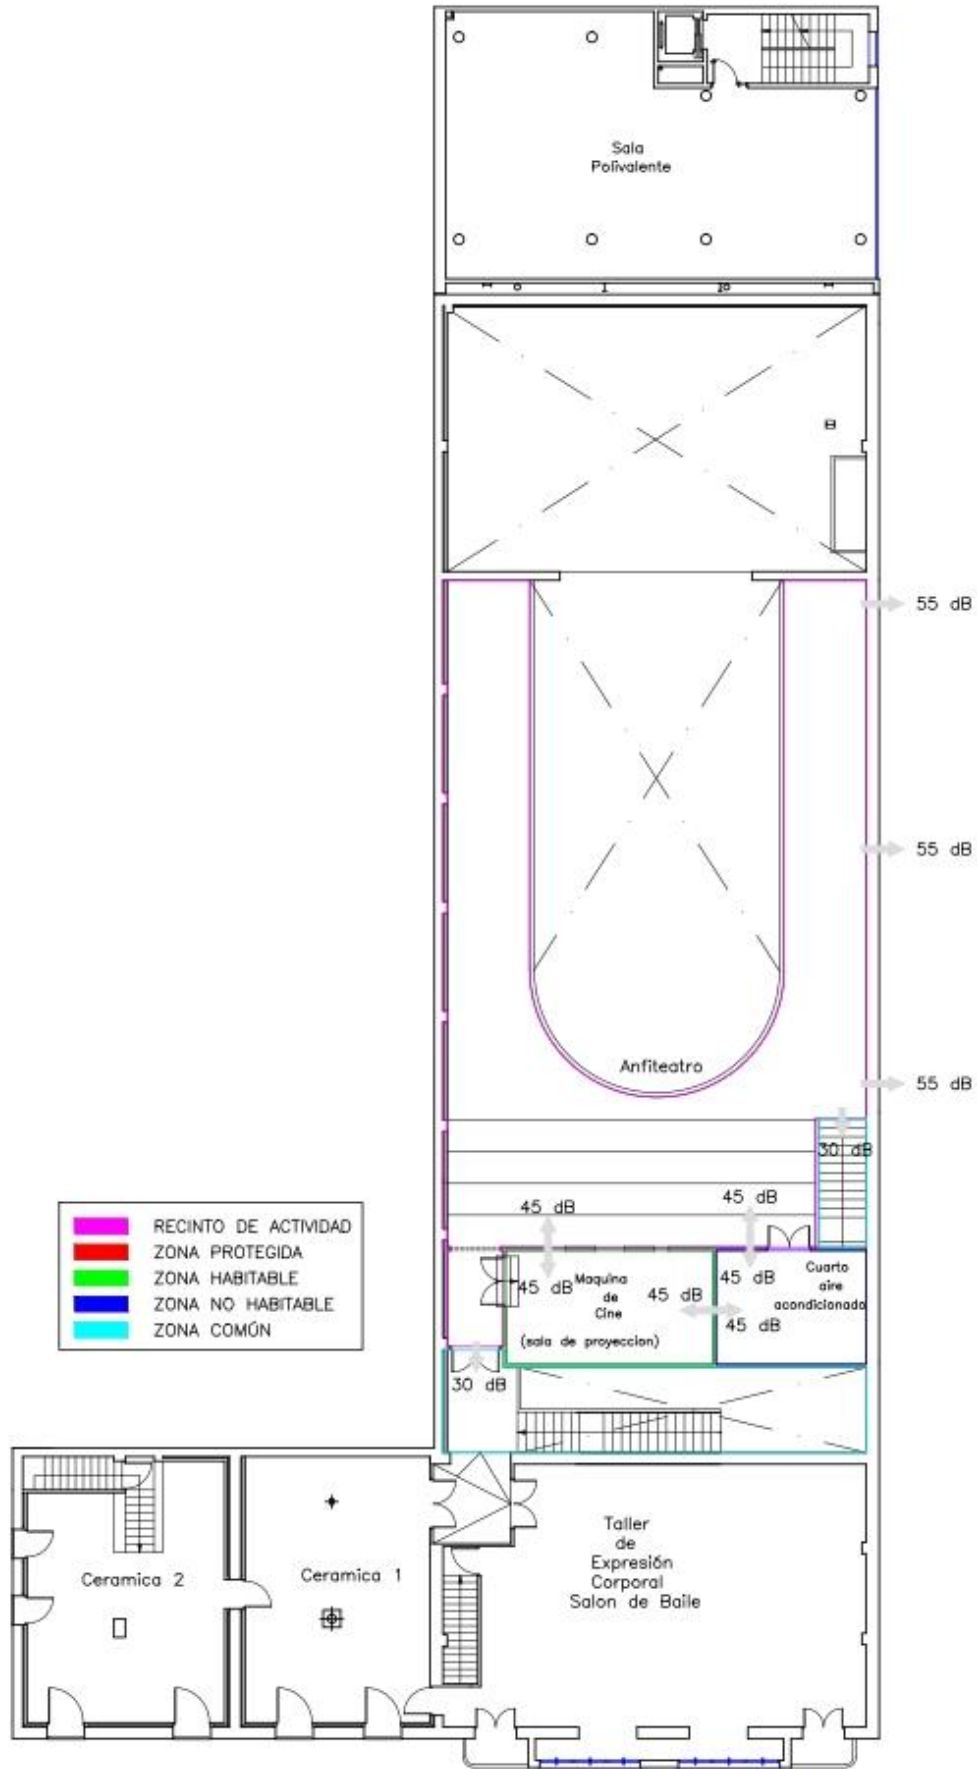 Sala
Polivalente
55 dB
55 dB
Anfiteatro
55 dB
30 dB
45 dB
45 dB
RECINTO DE ACTIVIDAD
ZONA PROTEGIDA
ZONA HABITABLE
ZONA NO HABITABLE
ZONA COMÚN
45 dB
Maquina
de
Cine
(sala de proyeccion)
45 dB
45 dB
45 dB
Cuarto
aire
acondicionado
30 dB
Taller
de
Expresión
Corporal
Salon de Baile
Ceramica 1
Ceramica 2